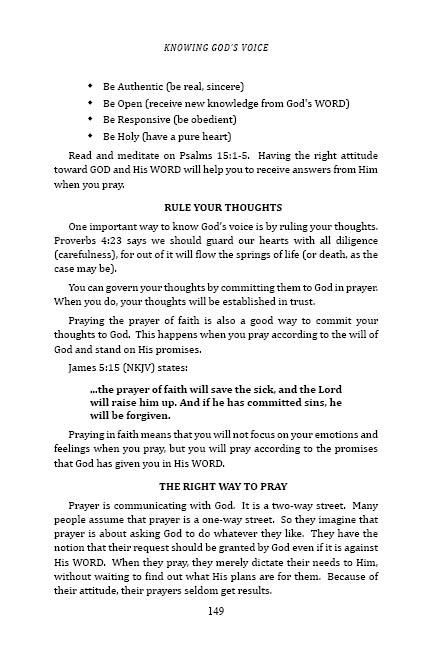 KNOWING GOD'S VOICE
◆ Be Authentic (be real, sincere)
◆ Be Open (receive new knowledge from God's WORD)
◆ Be Responsive (be obedient)
◆ Be Holy (have a pure heart)
Read and meditate on Psalms 15:1-5. Having the right attitude
toward GOD and His WORD will help you to receive answers from Him
when you pray.
RULE YOUR THOUGHTS
One important way to know God's voice is by ruling your thoughts.
Proverbs 4:23 says we should guard our hearts with all diligence
(carefulness), for out of it will flow the springs of life (or death, as the
case may be).
You can govern your thoughts by committing them to God in prayer.
When you do, your thoughts will be established in trust.
Praying the prayer of faith is also a good way to commit your
thoughts to God. This happens when you pray according to the will of
God and stand on His promises.
James 5:15 (NKJV) states:
...the prayer of faith will save the sick, and the Lord
will raise him up. And if he has committed sins, he
will be forgiven.
Praying in faith means that you will not focus on your emotions and
feelings when you pray, but you will pray according to the promises
that God has given you in His WORD.
THE RIGHT WAY TO PRAY
Prayer is communicating with God. It is a two-way street. Many
people assume that prayer is a one-way street. So they imagine that
prayer is about asking God to do whatever they like. They have the
notion that their request should be granted by God even if it is against
His WORD. When they pray, they merely dictate their needs to Him,
without waiting to find out what His plans are for them. Because of
their attitude, their prayers seldom get results.
149